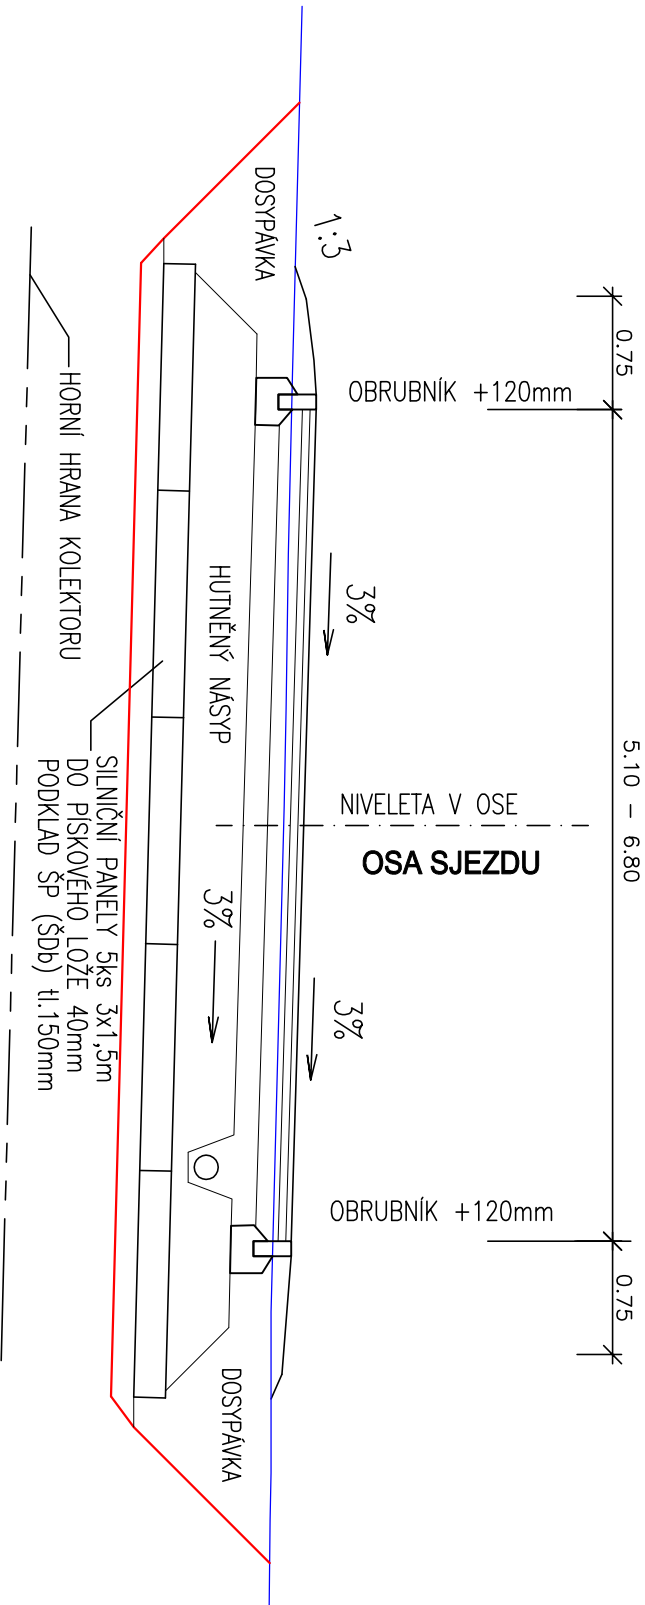 0.75
5.10 – 6.80
0.75
OBRUBNÍK +120mm
NIVELETA V OSE
OSA SJEZDU
OBRUBNÍK +120mm
1:3
3%
3%
DOSYPÁVKA
HUTNĚNÝ NÁSYP
3%
DOSYPÁVKA
SILNIČNÍ PANELY 5ks 3x1,5m
DO PÍSKOVÉHO LOŽE 40mm
PODKLAD ŠP (ŠDb) tl.150mm
HORNÍ HRANA KOLEKTORU